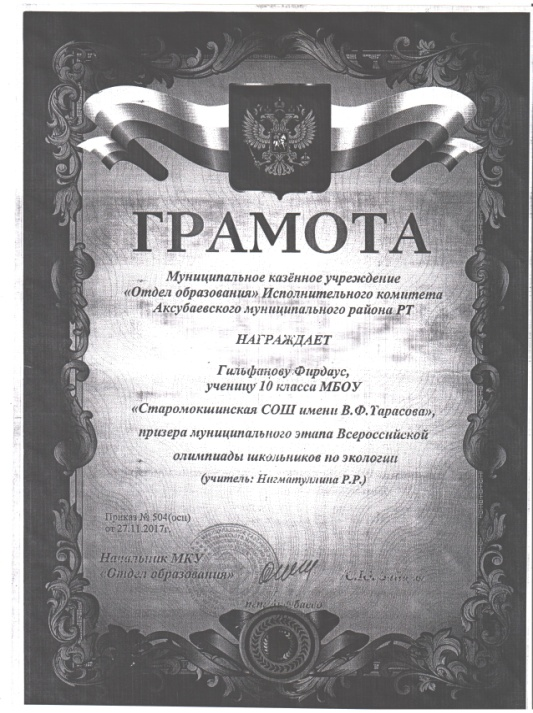 ГРАМОТА
Муниципальное казённое учреждение
«Отдел образования» Исполнительного комитета
Аксубаевского муниципального района РТ
НАГРАЖДАЕТ
Гильфанову Фирдаус,
ученицу 10 класса МБОУ
«Старомокшинская СОШ имени В.Ф.Тарасова»,
призера муниципального этапа Всероссийской
олимпиады школьников по экологии
(учитель: Нигматуллина Р.Р.)
Приказ № 504(осн)
от 27.11.2017г.
Начальник МКУ
«Отдел образования»